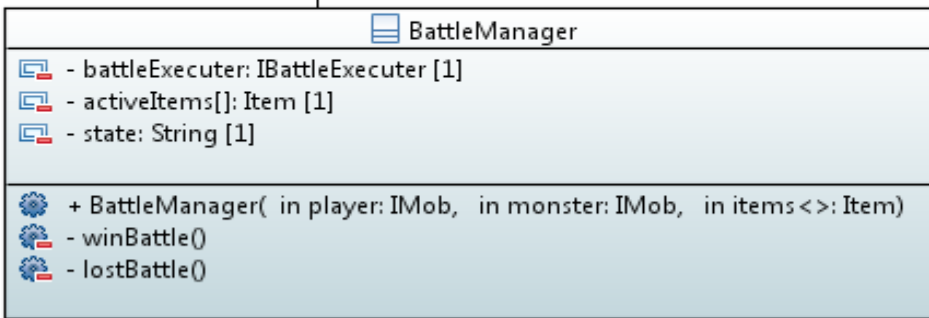 BattleManager
- battleExecuter: IBattleExecuter [1]
- activeItems[]: Item [1]
- state: String [1]
+ BattleManager( in player: IMob, in monster: IMob, in items<>: Item)
- winBattle()
- lostBattle()